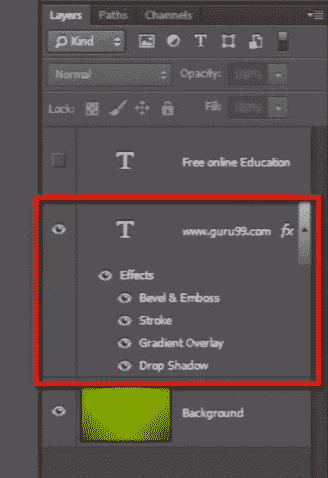 Layers Paths Channels
Kind T
Normal Opacity: 100%
Lock: Fill: 100%
T Free online Education
T www.guru99.com fx
Effects
Bevel & Emboss
Stroke
Gradient Overlay
Drop Shadow
Background